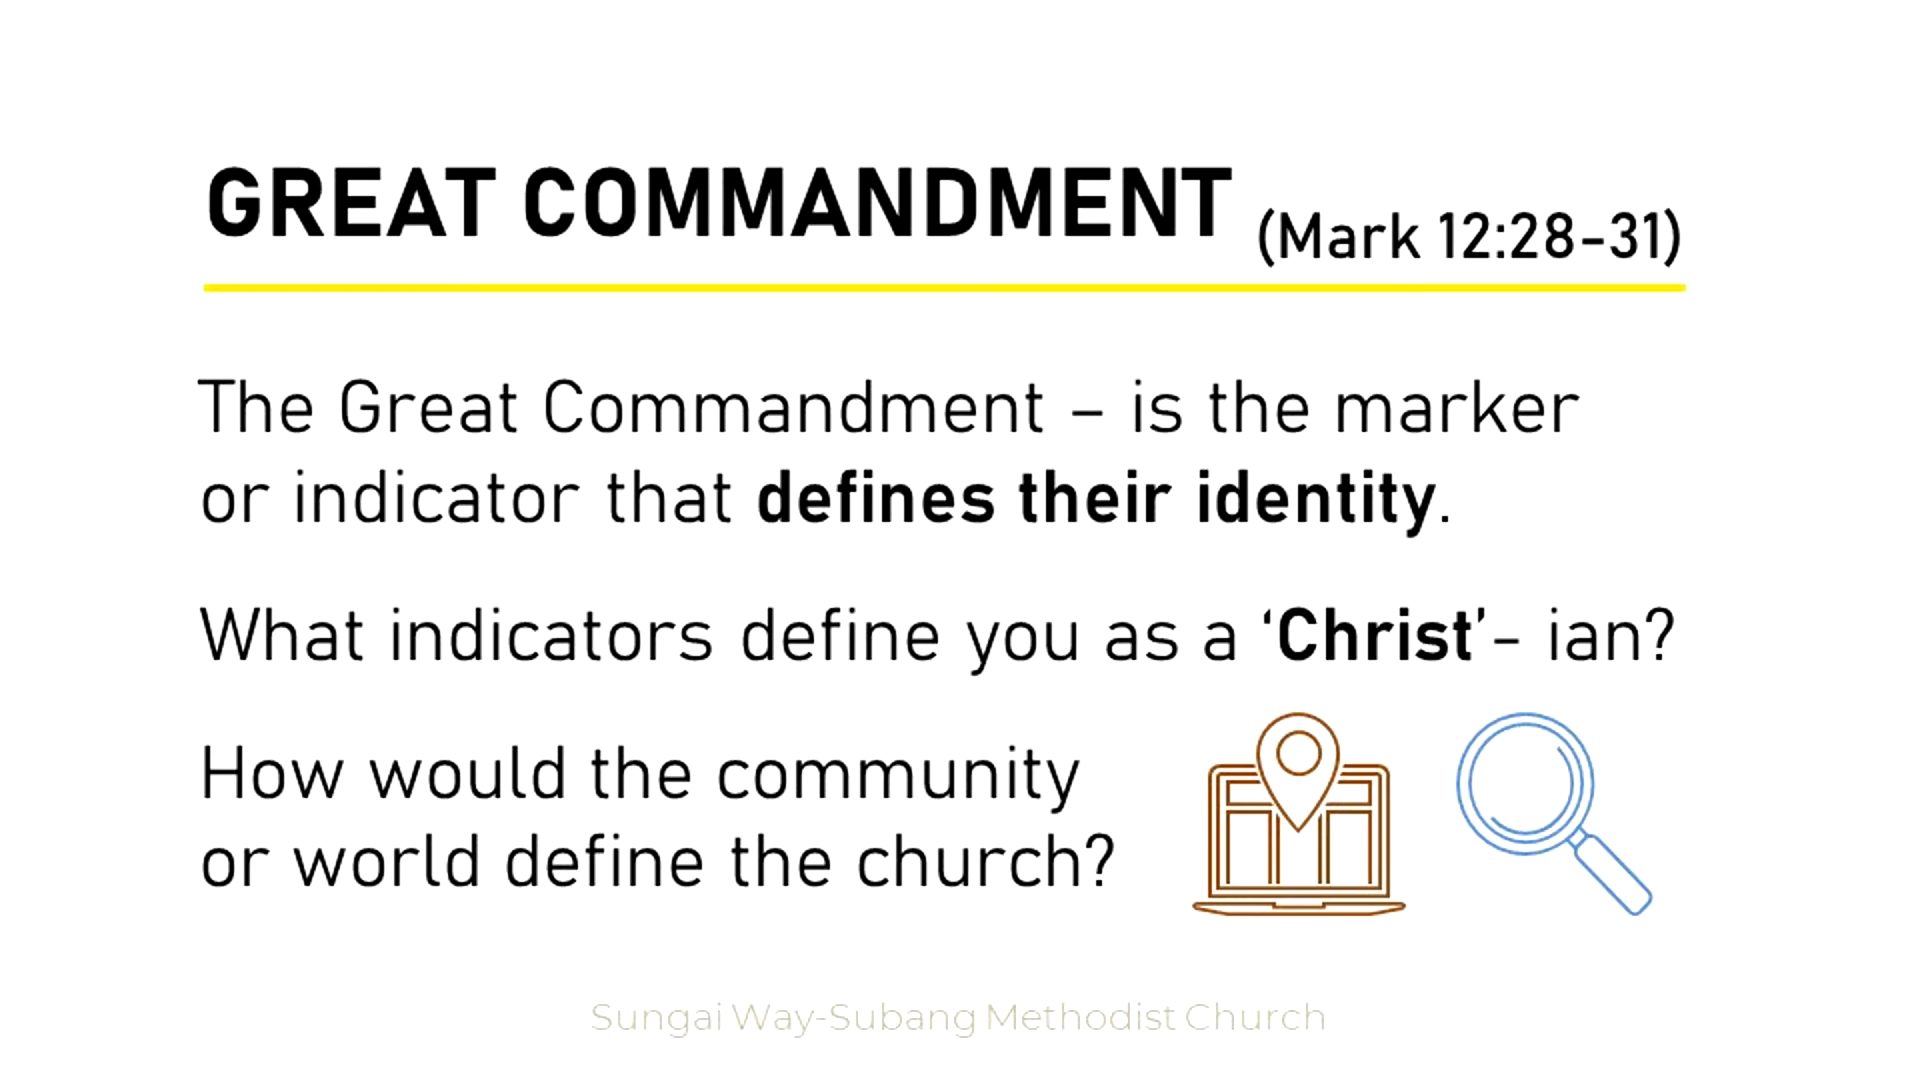 GREAT COMMANDMENT (Mark 12:28-31)
The Great Commandment – is the marker
or indicator that defines their identity.
What indicators define you as a ‘Christ’- ian?
How would the community
or world define the church?
Sungai Way-Subang Methodist Church